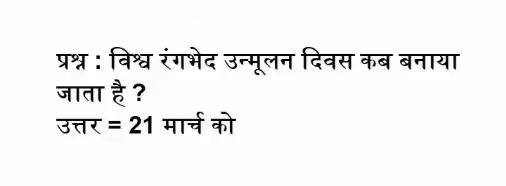 प्रश्न : विश्व रंगभेद उन्मूलन दिवस कब बनाया
जाता है ?
उत्तर = 21 मार्च को